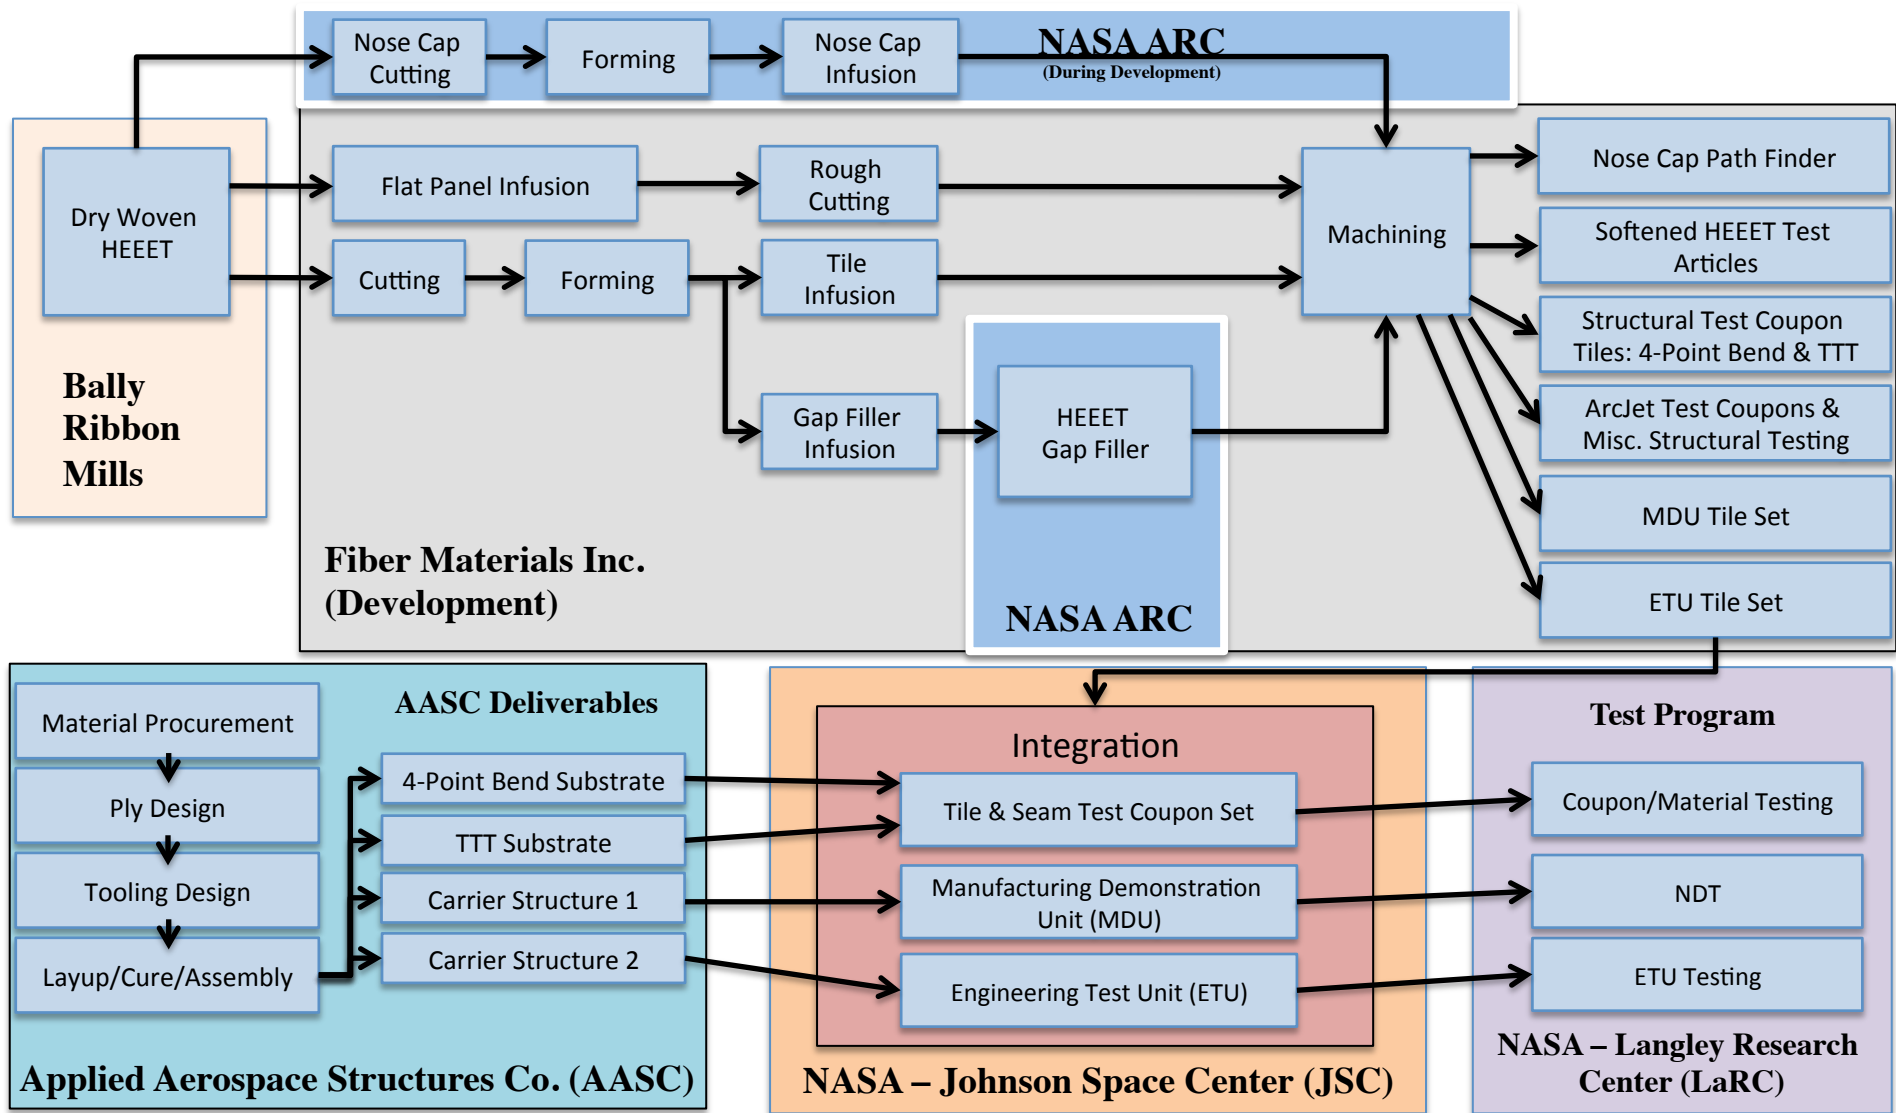 Nose Cap
Cutting
Forming
Nose Cap
Infusion
NASA ARC
(During Development)
Dry Woven
HEEET
Bally
Ribbon
Mills
Flat Panel Infusion
Rough
Cutting
Cutting
Forming
Tile
Infusion
Gap Filler
Infusion
HEEET
Gap Filler
NASA ARC
Machining
Nose Cap Path Finder
Softened HEEET Test
Articles
Structural Test Coupon
Tiles: 4-Point Bend & TTT
ArcJet Test Coupons &
Misc. Structural Testing
MDU Tile Set
ETU Tile Set
Fiber Materials Inc.
(Development)
AASC Deliverables
Material Procurement
Ply Design
Tooling Design
Layup/Cure/Assembly
4-Point Bend Substrate
TTT Substrate
Carrier Structure 1
Carrier Structure 2
Applied Aerospace Structures Co. (AASC)
Integration
Tile & Seam Test Coupon Set
Manufacturing Demonstration
Unit (MDU)
Engineering Test Unit (ETU)
NASA – Johnson Space Center (JSC)
Test Program
Coupon/Material Testing
NDT
ETU Testing
NASA – Langley Research
Center (LaRC)